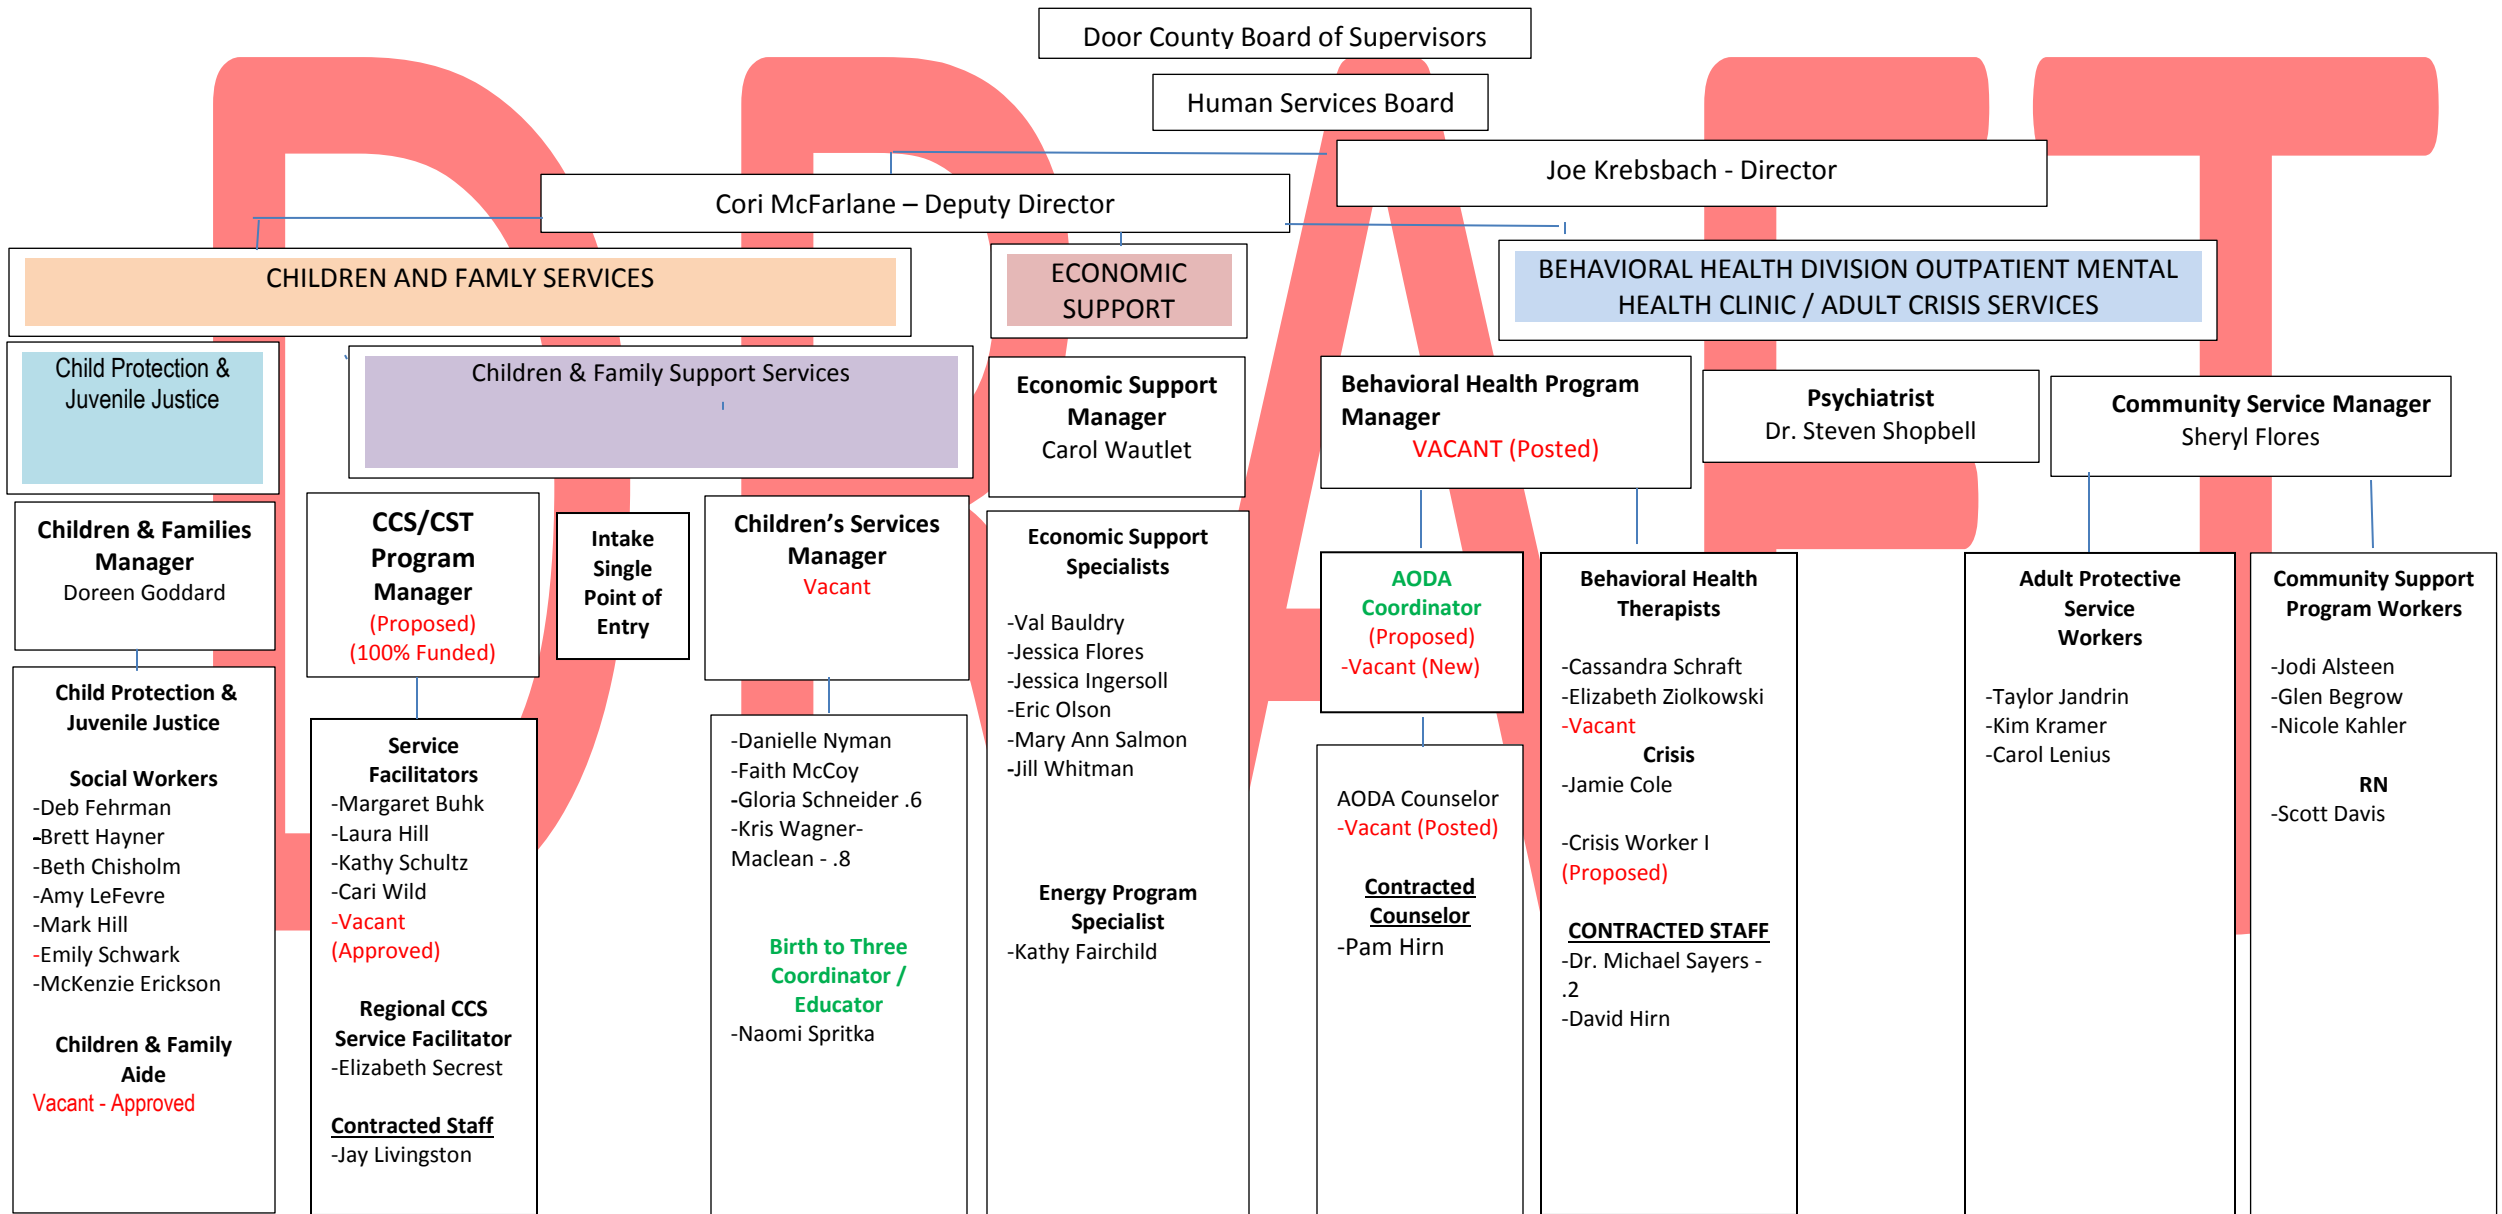 Door County Board of Supervisors
Human Services Board
Joe Krebsbach - Director
Cori McFarlane – Deputy Director
CHILDREN AND FAMLY SERVICES
ECONOMIC
SUPPORT
BEHAVIORAL HEALTH DIVISION OUTPATIENT MENTAL
HEALTH CLINIC / ADULT CRISIS SERVICES
Child Protection &
Juvenile Justice
Children & Family Support Services
Economic Support
Manager
Carol Wautlet
Behavioral Health Program
Manager
VACANT (Posted)
Psychiatrist
Dr. Steven Shopbell
Community Service Manager
Sheryl Flores
Children & Families
Manager
Doreen Goddard
CCS/CST
Program
Manager
(Proposed)
(100% Funded)
Intake
Single
Point of
Entry
Children’s Services
Manager
Vacant
Child Protection &
Juvenile Justice
Social Workers
-Deb Fehrman
-Brett Hayner
-Beth Chisholm
-Amy LeFevre
-Mark Hill
-Emily Schwark
-McKenzie Erickson
Children & Family
Aide
Vacant - Approved
Service
Facilitators
-Margaret Buhk
-Laura Hill
-Kathy Schultz
-Cari Wild
-Vacant
(Approved)
Regional CCS
Service Facilitator
-Elizabeth Secrest
Contracted Staff
-Jay Livingston
-Danielle Nyman
-Faith McCoy
-Gloria Schneider .6
-Kris Wagner-
Maclean - .8
Birth to Three
Coordinator /
Educator
-Naomi Spritka
Economic Support
Specialists
-Val Bauldry
-Jessica Flores
-Jessica Ingersoll
-Eric Olson
-Mary Ann Salmon
-Jill Whitman
Energy Program
Specialist
-Kathy Fairchild
AODA
Coordinator
(Proposed)
-Vacant (New)
AODA Counselor
-Vacant (Posted)
Contracted
Counselor
-Pam Hirn
Behavioral Health
Therapists
-Cassandra Schraft
-Elizabeth Ziolkowski
-Vacant
Crisis
-Jamie Cole
-Crisis Worker I
(Proposed)
CONTRACTED STAFF
-Dr. Michael Sayers -
.2
-David Hirn
Adult Protective
Service
Workers
-Taylor Jandrin
-Kim Kramer
-Carol Lenius
Community Support
Program Workers
-Jodi Alsteen
-Glen Begrow
-Nicole Kahler
RN
-Scott Davis
DRAFT